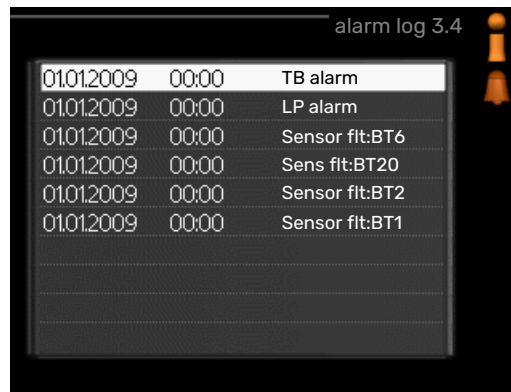 alarm log 3.4
01.01.2009 00:00 TB alarm
01.01.2009 00:00 LP alarm
01.01.2009 00:00 Sensor flt:BT6
01.01.2009 00:00 Sens flt:BT20
01.01.2009 00:00 Sensor flt:BT2
01.01.2009 00:00 Sensor flt:BT1